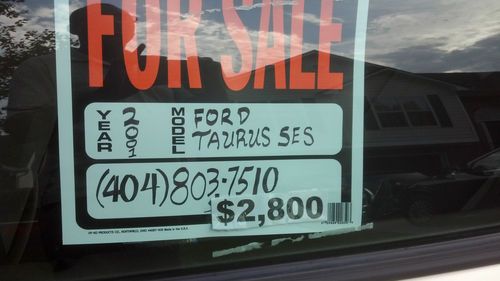 FOR SALE
YEAR 2001 MODEL FORD TAURUS SES
(404)803-7510
$2,800